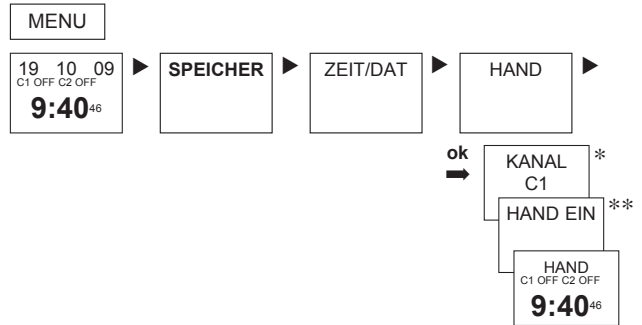 MENU
19 10 09
C1 OFF C2 OFF
9:40 46
SPEICHER
ZEIT/DAT
HAND
ok
KANAL *
C1
HAND EIN **
HAND
C1 OFF C2 OFF
9:40 46